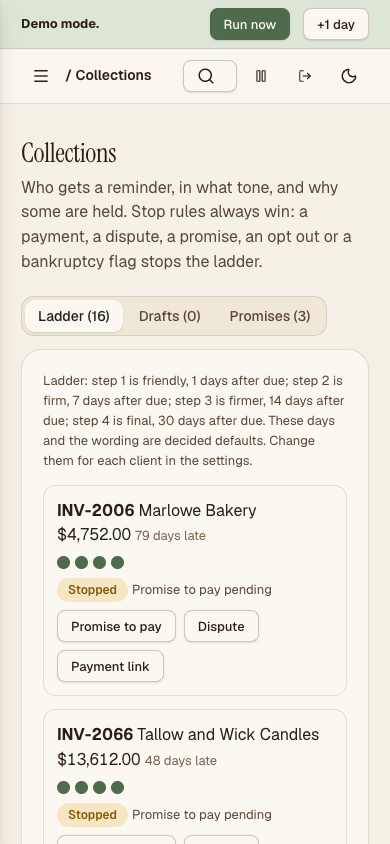 Demo mode.
Run now
+1 day
/ Collections
Collections
Who gets a reminder, in what tone, and why
some are held. Stop rules always win: a
payment, a dispute, a promise, an opt out or a
bankruptcy flag stops the ladder.
Ladder (16)
Drafts (0)
Promises (3)
Ladder: step 1 is friendly, 1 days after due; step 2 is
firm, 7 days after due; step 3 is firmer, 14 days after
due; step 4 is final, 30 days after due. These days
and the wording are decided defaults. Change
them for each client in the settings.
INV-2006 Marlowe Bakery
$4,752.00 79 days late
Stopped Promise to pay pending
Promise to pay
Dispute
Payment link
INV-2066 Tallow and Wick Candles
$13,612.00 48 days late
Stopped Promise to pay pending